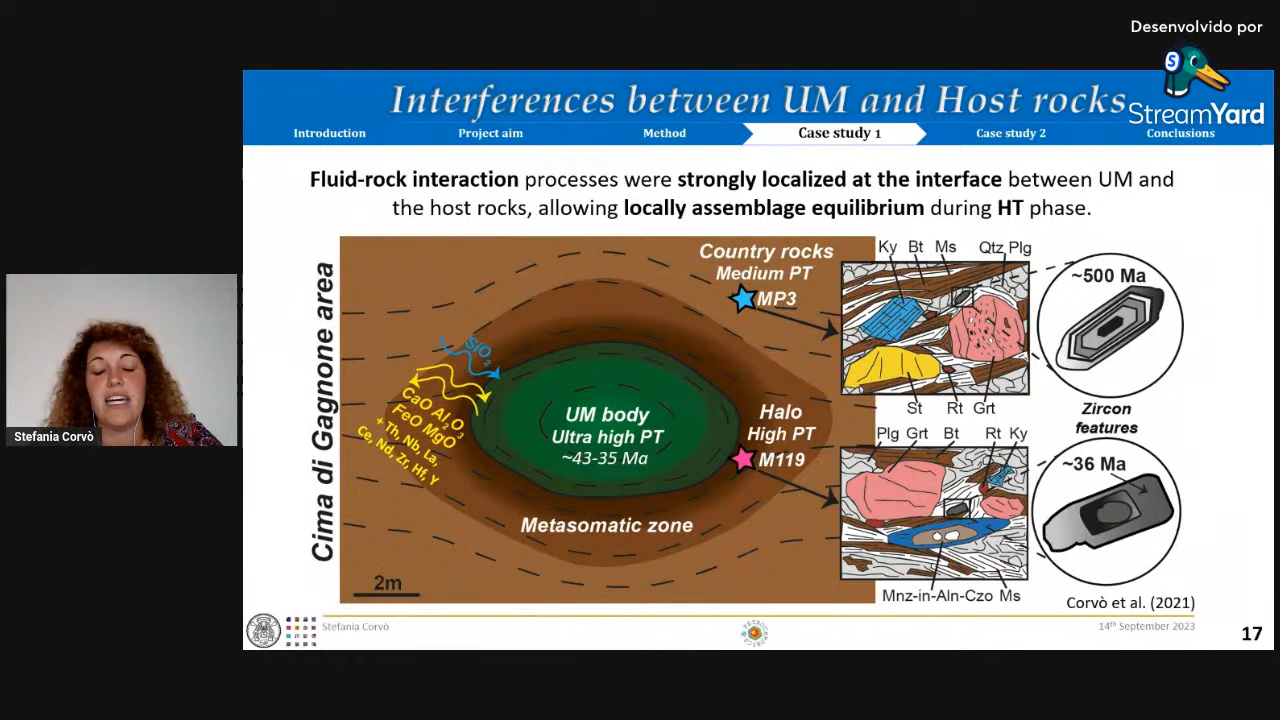 Desenvolvido por
StreamYard
Interferences between UM and Host rocks
Introduction
Project aim
Method
Case study 1
Case study 2
Conclusions
Fluid-rock interaction processes were strongly localized at the interface between UM and
the host rocks, allowing locally assemblage equilibrium during HT phase.
Cima di Gagnone area
Country rocks
Medium PT
MP3
SiO2
CaO Al2O3
FeO MgO
+ Th, Nb, La,
Ce, Nd, Zr, Hf, Y
UM body
Ultra high PT
~43-35 Ma
Halo
High PT
M119
Metasomatic zone
2m
Ky Bt Ms Qtz Plg
St Rt Grt
Plg Grt Bt Rt Ky
Mnz-in-Aln-Czo Ms
~500 Ma
Zircon
features
~36 Ma
Corvò et al. (2021)
Stefania Corvò
14th September 2023
17
Stefania Corvò